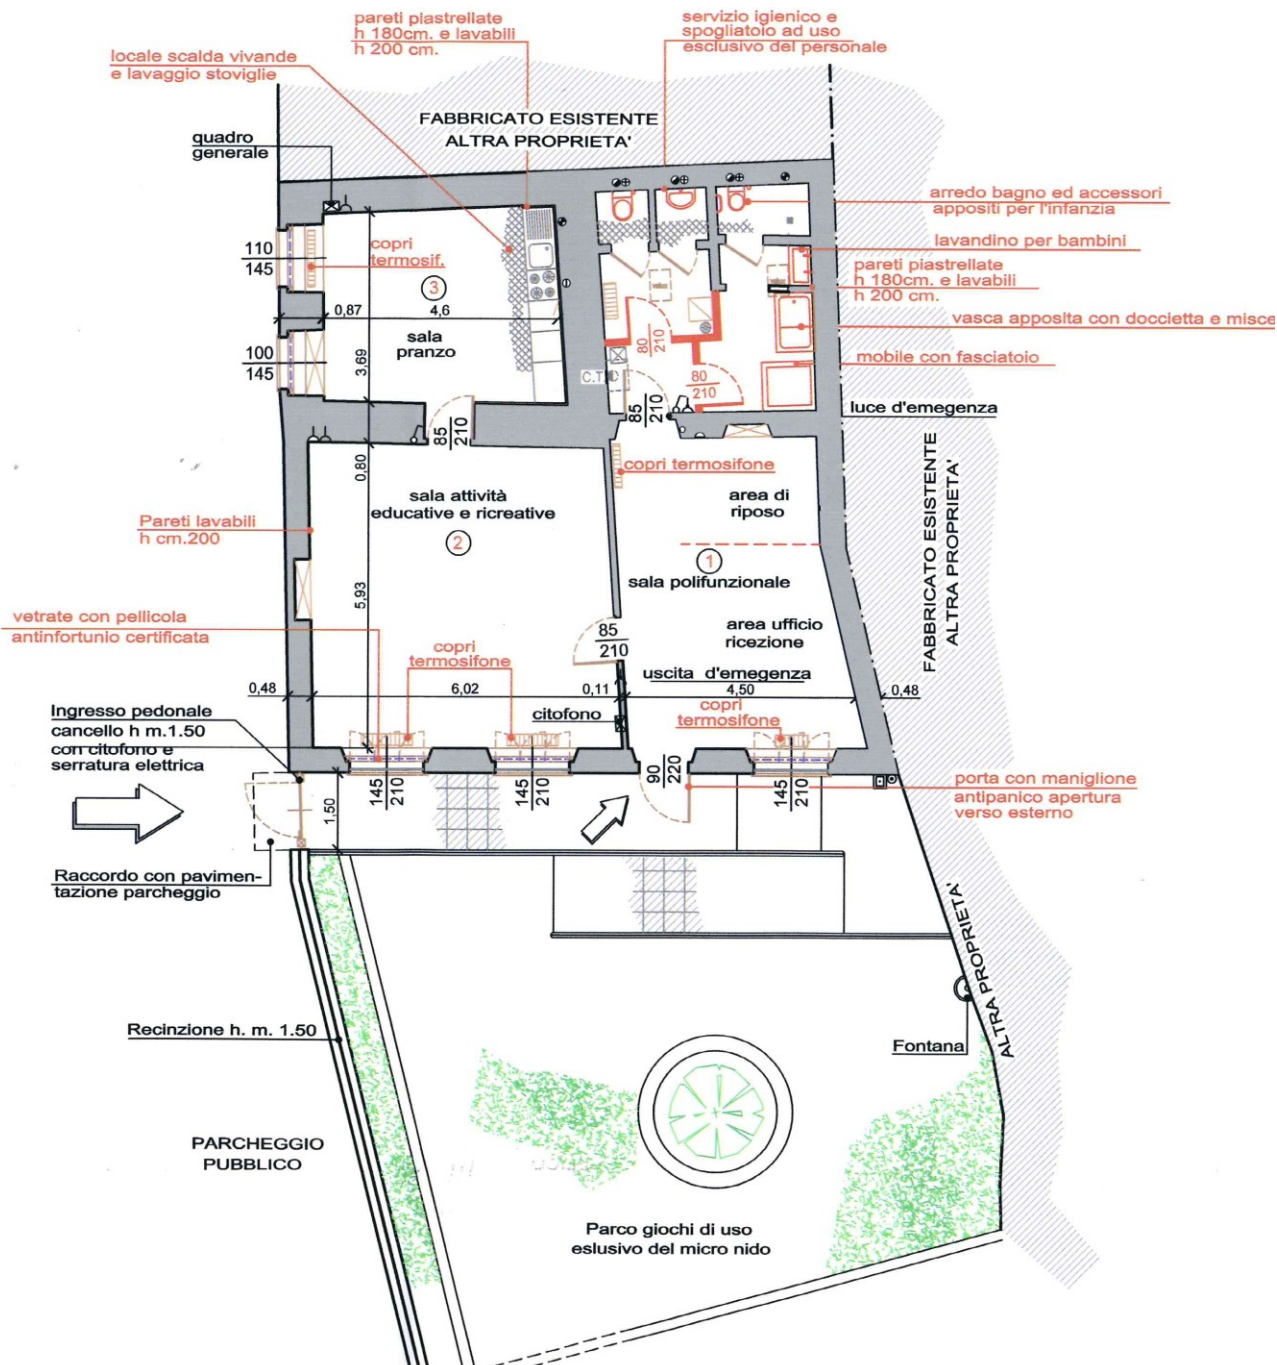 pareti piastrellate
h 180cm. e lavabili
h 200 cm.
servizio igienico e
spogliatoio ad uso
esclusivo del personale
locale scalda vivande
e lavaggio stoviglie
FABBRICATO ESISTENTE
ALTRA PROPRIETA'
quadro
generale
arredo bagno ed accessori
appositi per l'infanzia
lavandino per bambini
pareti piastrellate
h 180cm. e lavabili
h 200 cm.
vasca apposita con doccietta e misce
mobile con fasciatoio
luce d'emegenza
110
145
copri
termosif.
3
0,87
4,6
sala
pranzo
3,69
100
145
80
210
80
210
C.T.
85
210
85
210
0,80
copri termosifone
sala attività
educative e ricreative
2
area di
riposo
Pareti lavabili
h cm.200
1
sala polifunzionale
FABBRICATO ESISTENTE
ALTRA PROPRIETA'
5,93
vetrate con pellicola
antinfortunio certificata
85
210
area ufficio
ricezione
copri
termosifone
uscita d'emegenza
0,48
6,02
0,11
4,50
0,48
Ingresso pedonale
cancello h m.1.50
con citofono e
serratura elettrica
citofono
copri
termosifone
145
210
145
210
90
220
145
210
porta con maniglione
antipanico apertura
verso esterno
1,50
Raccordo con pavimen-
tazione parcheggio
ALTRA PROPRIETA'
Recinzione h. m. 1.50
Fontana
PARCHEGGIO
PUBBLICO
Parco giochi di uso
eslusivo del micro nido